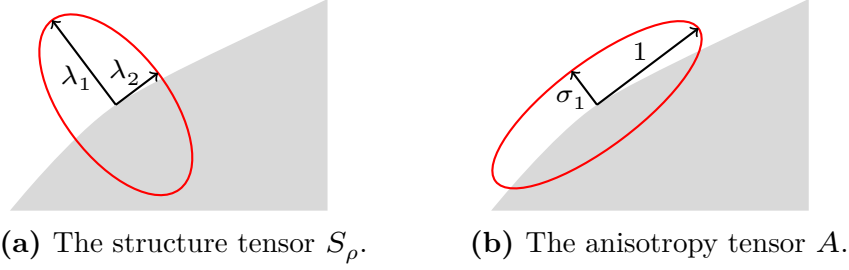 λ₁ λ₂
1
σ₁
(a) The structure tensor Sρ.
(b) The anisotropy tensor A.